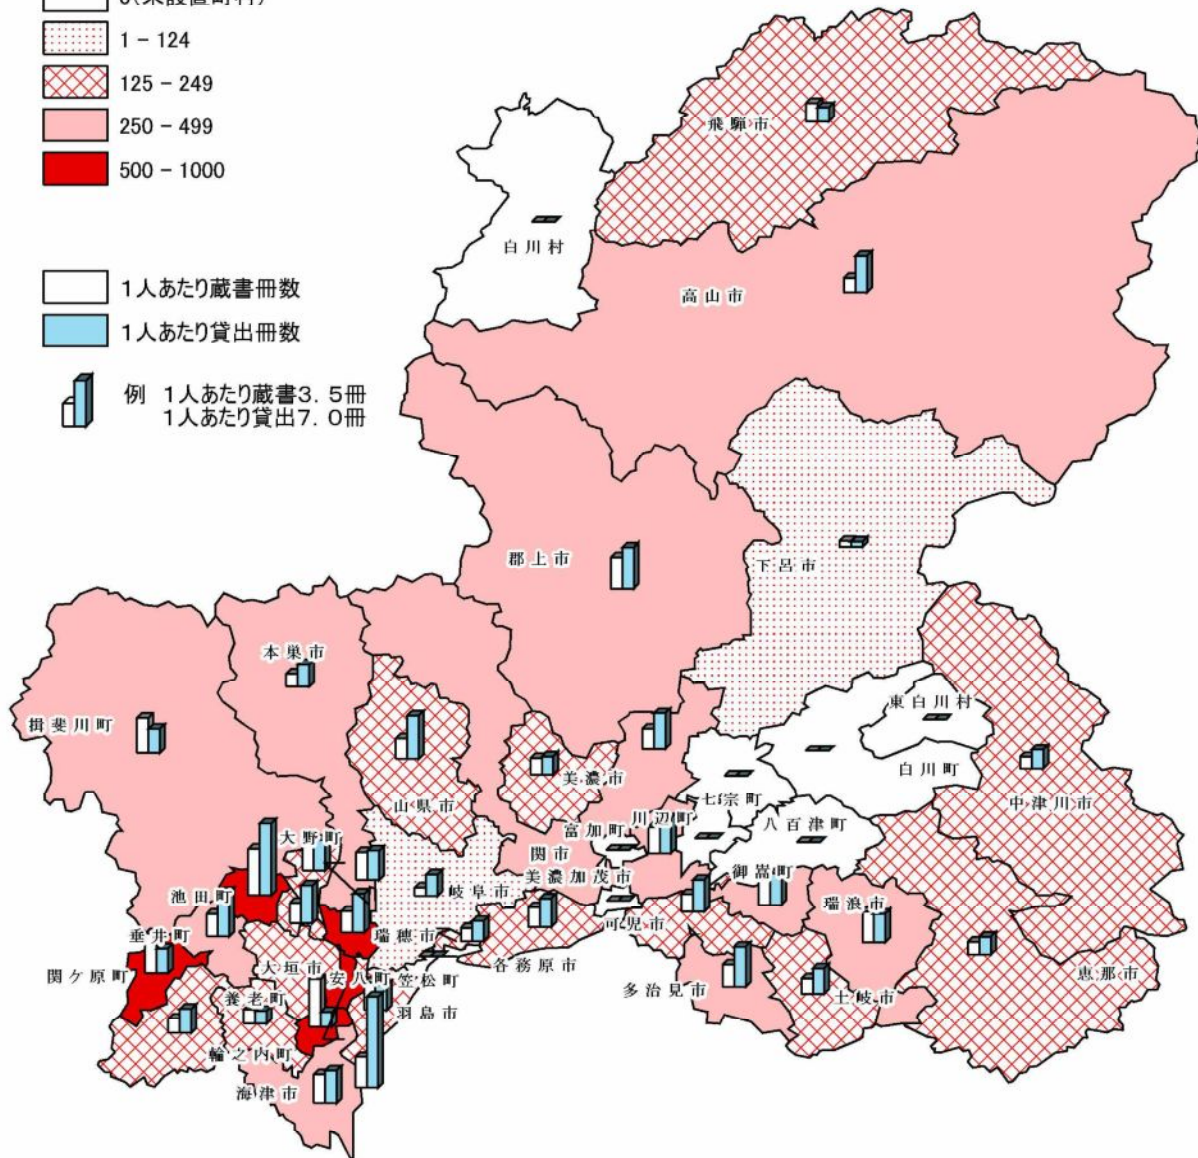 1 - 124
125 - 249
250 - 499
500 - 1000
1人あたり蔵書冊数
1人あたり貸出冊数
例 1人あたり蔵書3.5冊
1人あたり貸出7.0冊
飛騨市
白川村
高山市
郡上市
下呂市
本巣市
揖斐川町
東白川村
白川町
美濃市
七宗町
中津川市
山県市
川辺町
八百津町
富加町
大野町
関市
御嵩町
美濃加茂市
岐阜市
池田町
瑞浪市
可児市
瑞穂市
垂井町
各務原市
関ケ原町
大垣市
安八町
笠松町
恵那市
多治見市
土岐市
養老町
羽島市
輪之内町
海津市